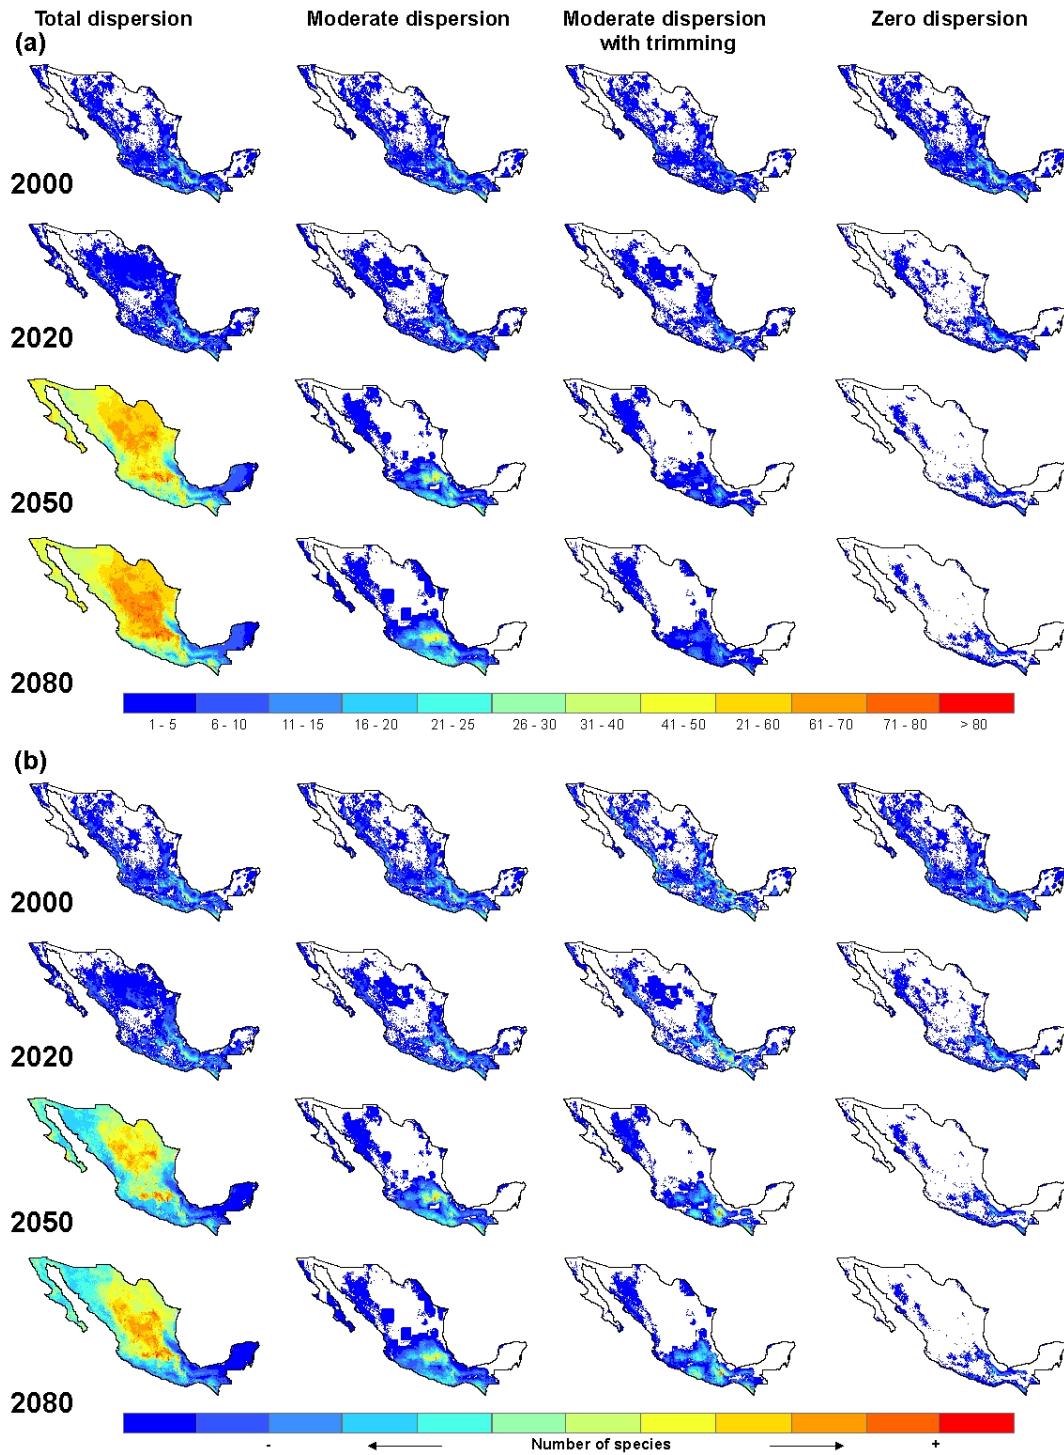 Total dispersion Moderate dispersion Moderate dispersion with trimming Zero dispersion
(a)
2000
2020
2050
2080
1 - 5 6 - 10 11 - 15 16 - 20 21 - 25 26 - 30 31 - 40 41 - 50 21 - 60 61 - 70 71 - 80 > 80
(b)
2000
2020
2050
2080
- ← Number of species → +